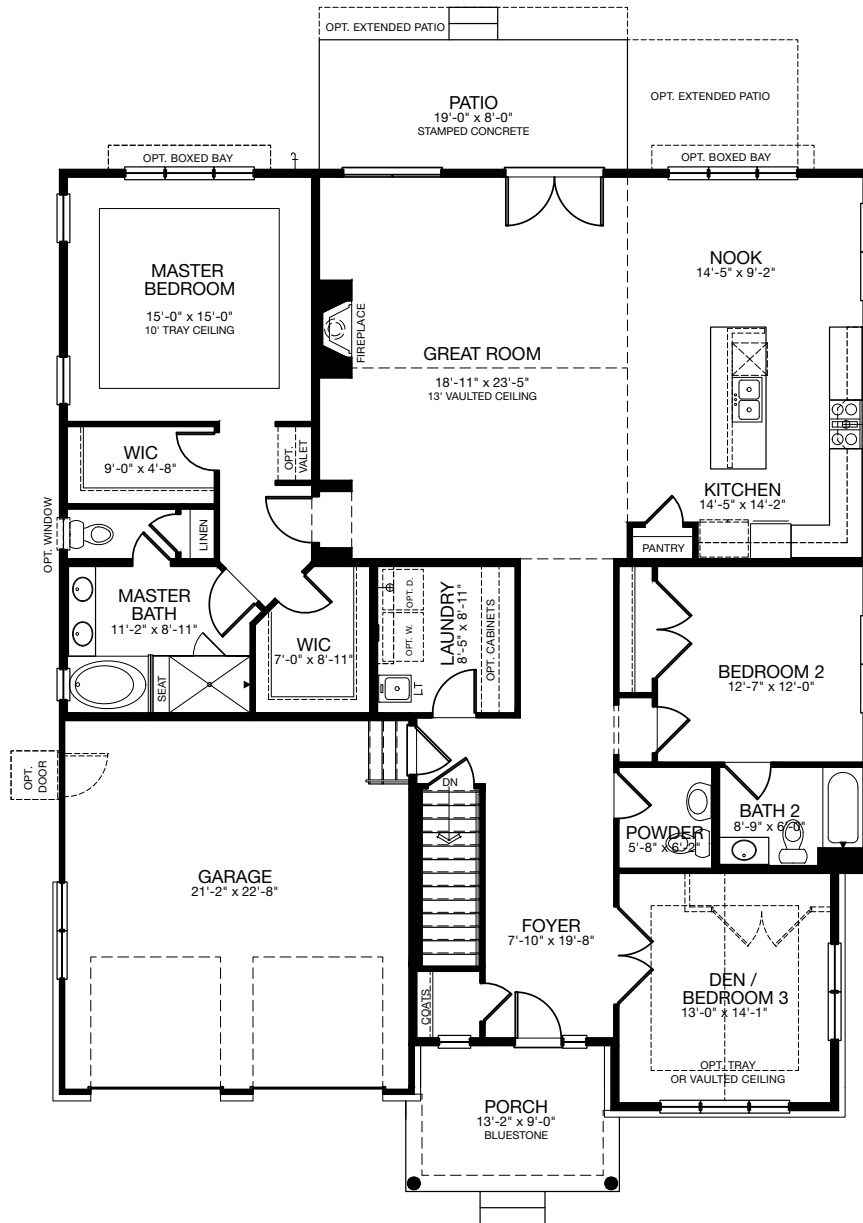 OPT. EXTENDED PATIO
PATIO
19'-0" x 8'-0"
STAMPED CONCRETE
OPT. EXTENDED PATIO
OPT. BOXED BAY
OPT. BOXED BAY
MASTER
BEDROOM
15'-0" x 15'-0"
10' TRAY CEILING
NOOK
14'-5" x 9'-2"
FIREPLACE
GREAT ROOM
18'-11" x 23'-5"
13' VAULTED CEILING
WIC
9'-0" x 4'-8"
OPT.
VALET
KITCHEN
14'-5" x 14'-2"
OPT. WINDOW
LINEN
PANTRY
MASTER
BATH
11'-2" x 8'-11"
WIC
7'-0" x 8'-11"
OPT. D.
OPT. W.
LAUNDRY
8'-5" x 8'-11"
OPT. CABINETS
LT
SEAT
BEDROOM 2
12'-7" x 12'-0"
OPT.
DOOR
DN
POWDER
5'-8" x 6'-2"
BATH 2
8'-9" x 6'-0"
GARAGE
21'-2" x 22'-8"
FOYER
7'-10" x 19'-8"
COATS
DEN /
BEDROOM 3
13'-0" x 14'-1"
OPT. TRAY
OR VAULTED CEILING
PORCH
13'-2" x 9'-0"
BLUESTONE